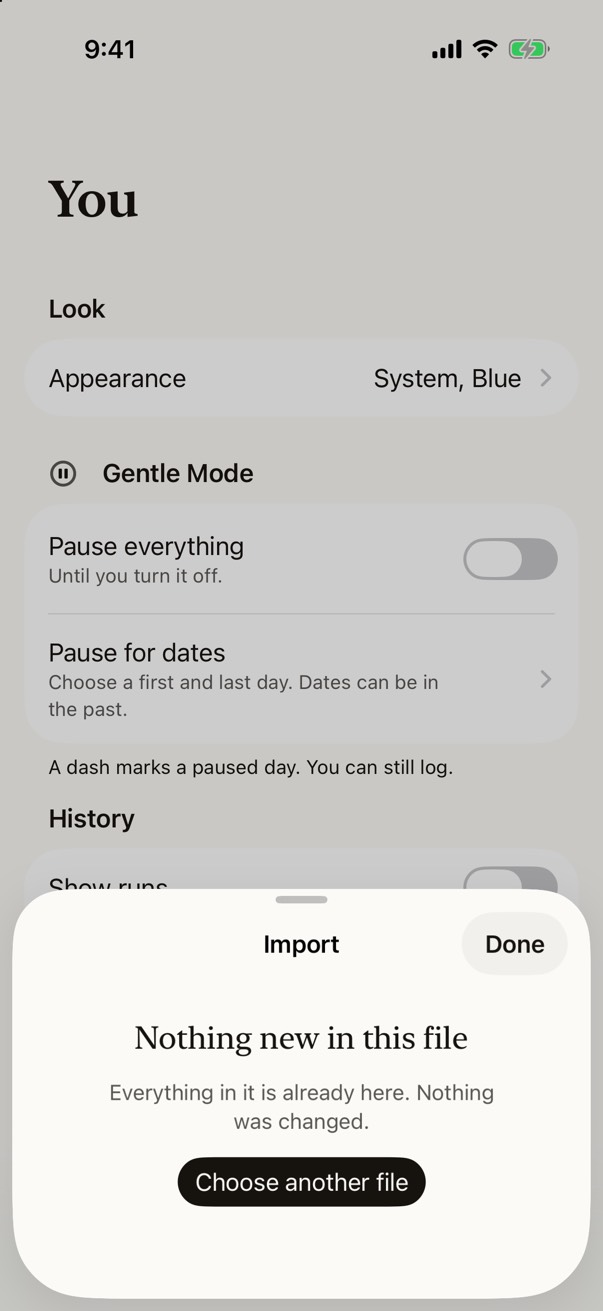 9:41
You
Look
Appearance System, Blue
Gentle Mode
Pause everything
Until you turn it off.
Pause for dates
Choose a first and last day. Dates can be in
the past.
A dash marks a paused day. You can still log.
History
Show runs
Import
Done
Nothing new in this file
Everything in it is already here. Nothing
was changed.
Choose another file